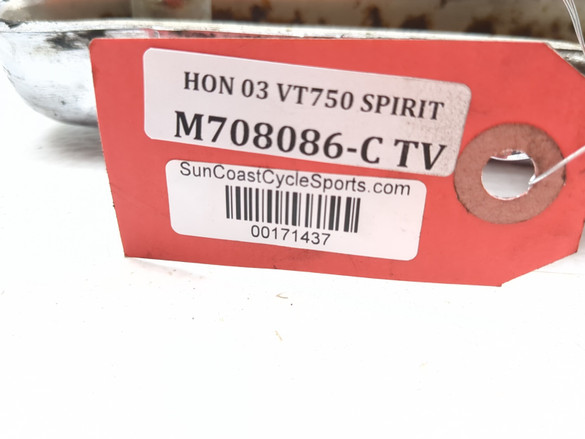 HON 03 VT750 SPIRIT
M708086-C TV
SunCoastCycleSports.com
00171437